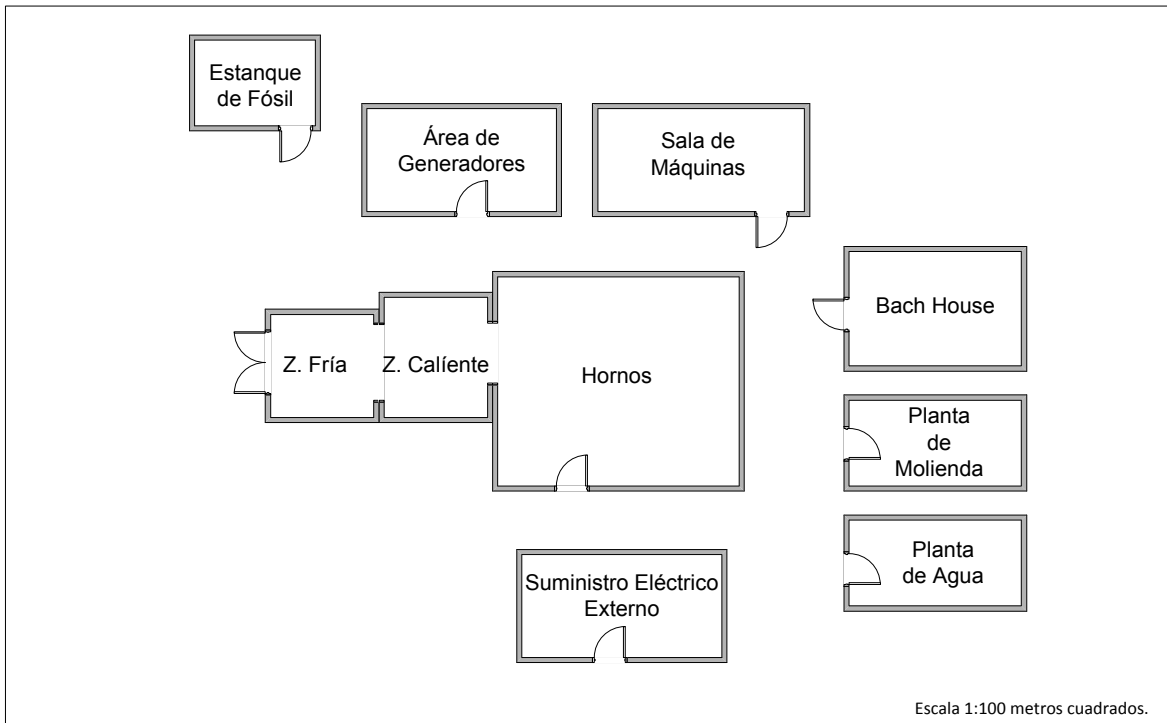 Estanque
de Fósil
Área de
Generadores
Sala de
Máquinas
Bach House
Z. Fría
Z. Calíente
Hornos
Planta
de
Molienda
Planta
de Agua
Suministro Eléctrico
Externo
Escala 1:100 metros cuadrados.